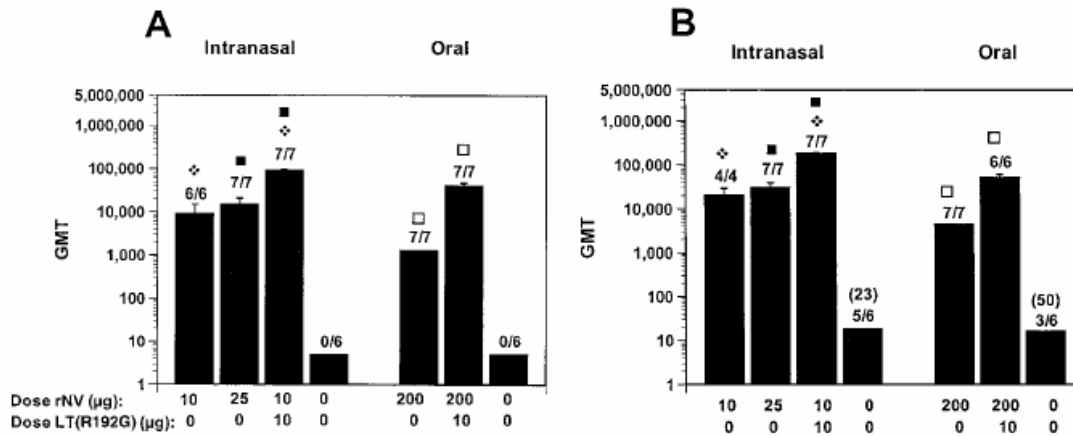 A
Intranasal Oral
5,000,000
1,000,000
100,000
10,000
1,000
100
10
1
GMT
6/6 7/7 7/7 0/6 7/7 7/7 0/6
Dose rNV (µg): 10 25 10 0 200 200 0
Dose LT(R192G) (µg): 0 0 10 0 0 10 0
B
Intranasal Oral
5,000,000
1,000,000
100,000
10,000
1,000
100
10
1
GMT
4/4 7/7 7/7 (23) 5/6 7/7 6/6 (50) 3/6
10 25 10 0 200 200 0
0 0 10 0 0 10 0